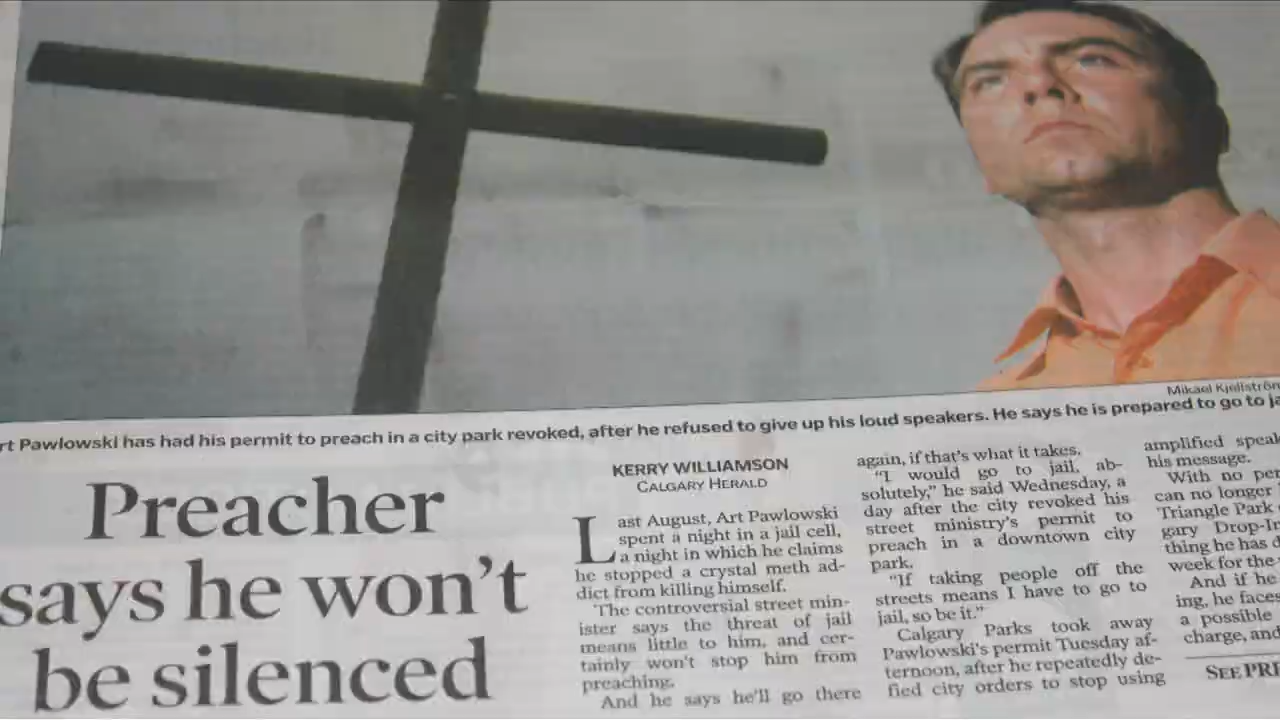 Mikael Kjellströn
rt Pawlowski has had his permit to preach in a city park revoked, after he refused to give up his loud speakers. He says he is prepared to go to ja
Preacher
says he won't
be silenced
KERRY WILLIAMSON
CALGARY HERALD
Last August, Art Pawlowski
spent a night in a jail cell,
a night in which he claims
he stopped a crystal meth ad-
dict from killing himself.
The controversial street min-
ister says the threat of jail
means little to him, and cer-
tainly won't stop him from
preaching.
And he says he'll go there
again, if that's what it takes.
"I would go to jail, ab-
solutely," he said Wednesday, a
day after the city revoked his
street ministry's permit to
preach in a downtown city
park.
"If taking people off the
streets means I have to go to
jail, so be it."
Calgary Parks took away
Pawlowski's permit Tuesday af-
ternoon, after he repeatedly de-
fied city orders to stop using
amplified speak
his message.
With no per
can no longer
Triangle Park
gary Drop-In
thing he has d
week for the
And if he
ing, he faces
a possible
charge, and
SEE PRE